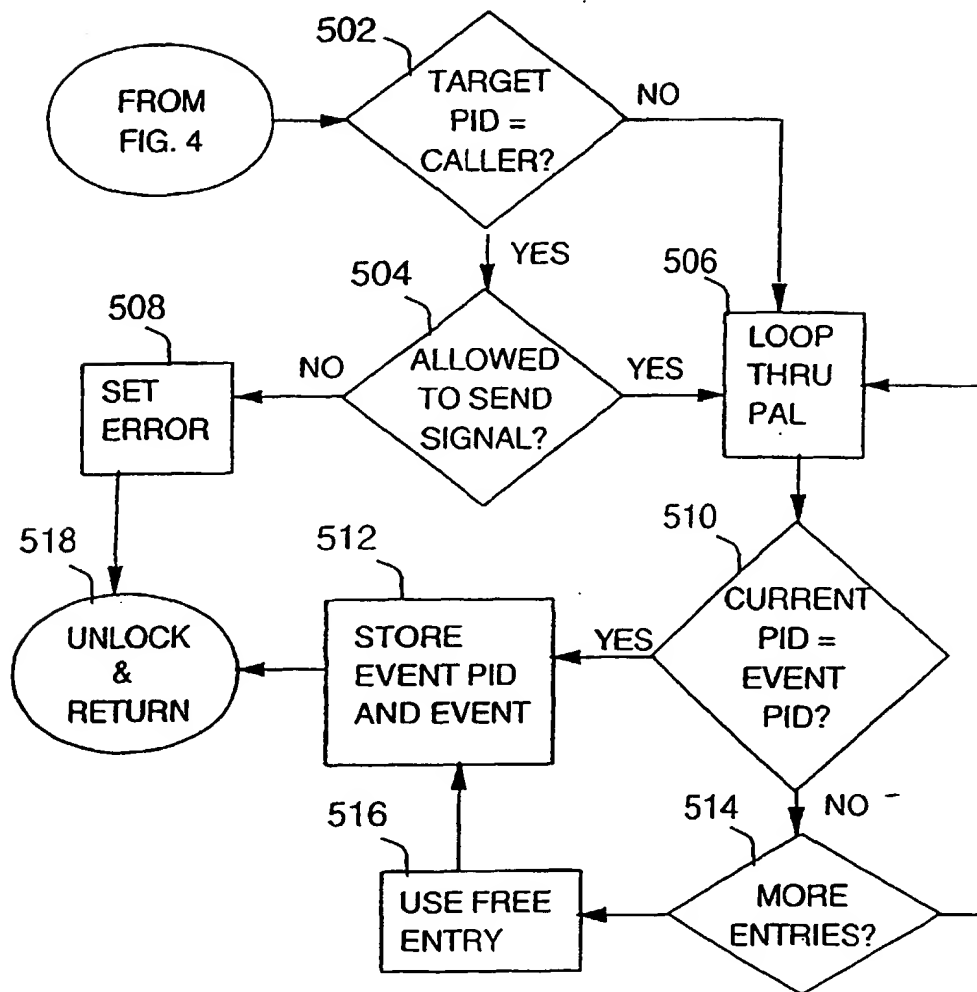 502
FROM
FIG. 4
TARGET
PID =
CALLER?
NO
YES
504
506
508
SET
ERROR
NO
ALLOWED
TO SEND
SIGNAL?
YES
LOOP
THRU
PAL
510
518
512
UNLOCK
&
RETURN
STORE
EVENT PID
AND EVENT
YES
CURRENT
PID =
EVENT
PID?
NO
516
514
USE FREE
ENTRY
MORE
ENTRIES?